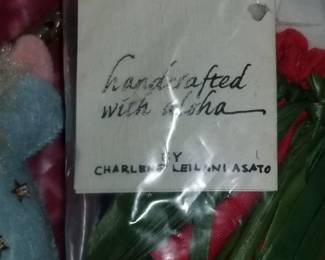 handcrafted
with aloha
BY
CHARLENE LEILANI ASATO